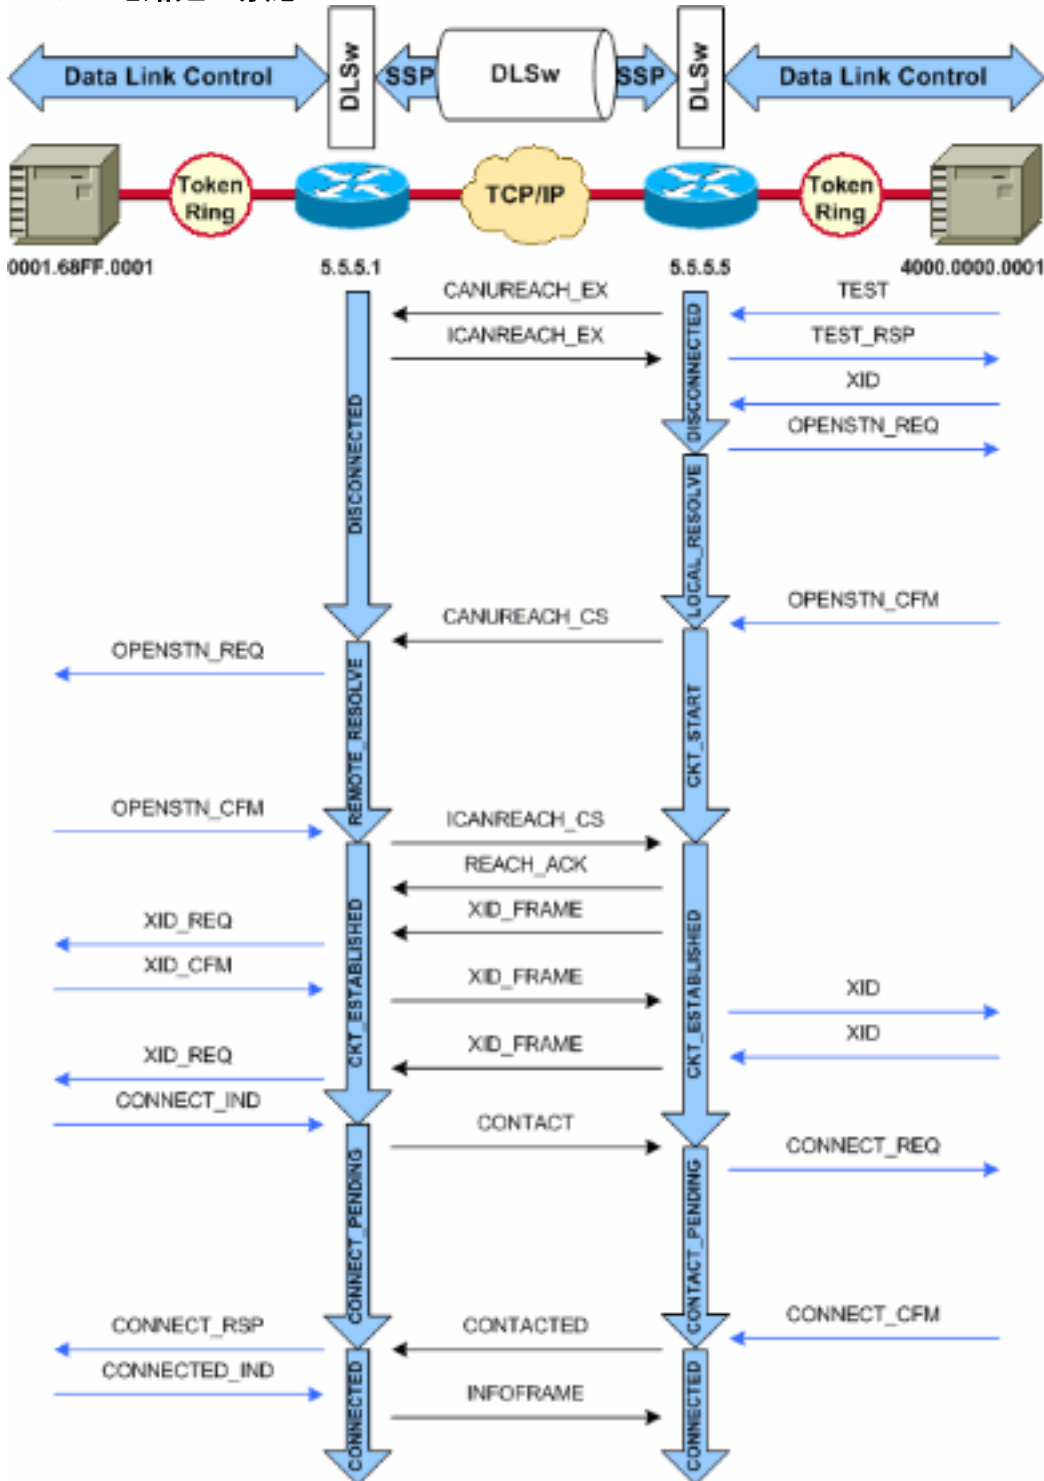 Data Link Control
DLSw
SSP
DLSw
SSP
DLSw
Data Link Control
Token Ring
TCP/IP
Token Ring
0001.68FF.0001
5.5.5.1
5.5.5.5
4000.0000.0001
CANUREACH_EX
TEST
ICANREACH_EX
TEST_RSP
XID
DISCONNECTED
OPENSTN_REQ
DISCONNECTED
LOCAL_RESOLVE
OPENSTN_CFM
CANUREACH_CS
OPENSTN_REQ
REMOTE_RESOLVE
CKT_START
OPENSTN_CFM
ICANREACH_CS
REACH_ACK
XID_FRAME
XID_REQ
XID_CFM
XID_FRAME
CKT_ESTABLISHED
CKT_ESTABLISHED
XID
XID_FRAME
XID
XID_REQ
CONNECT_IND
CONTACT
CONNECT_REQ
CONNECT_PENDING
CONTACT_PENDING
CONNECT_CFM
CONNECT_RSP
CONTACTED
CONNECTED_IND
INFOFRAME
CONNECTED
CONNECTED